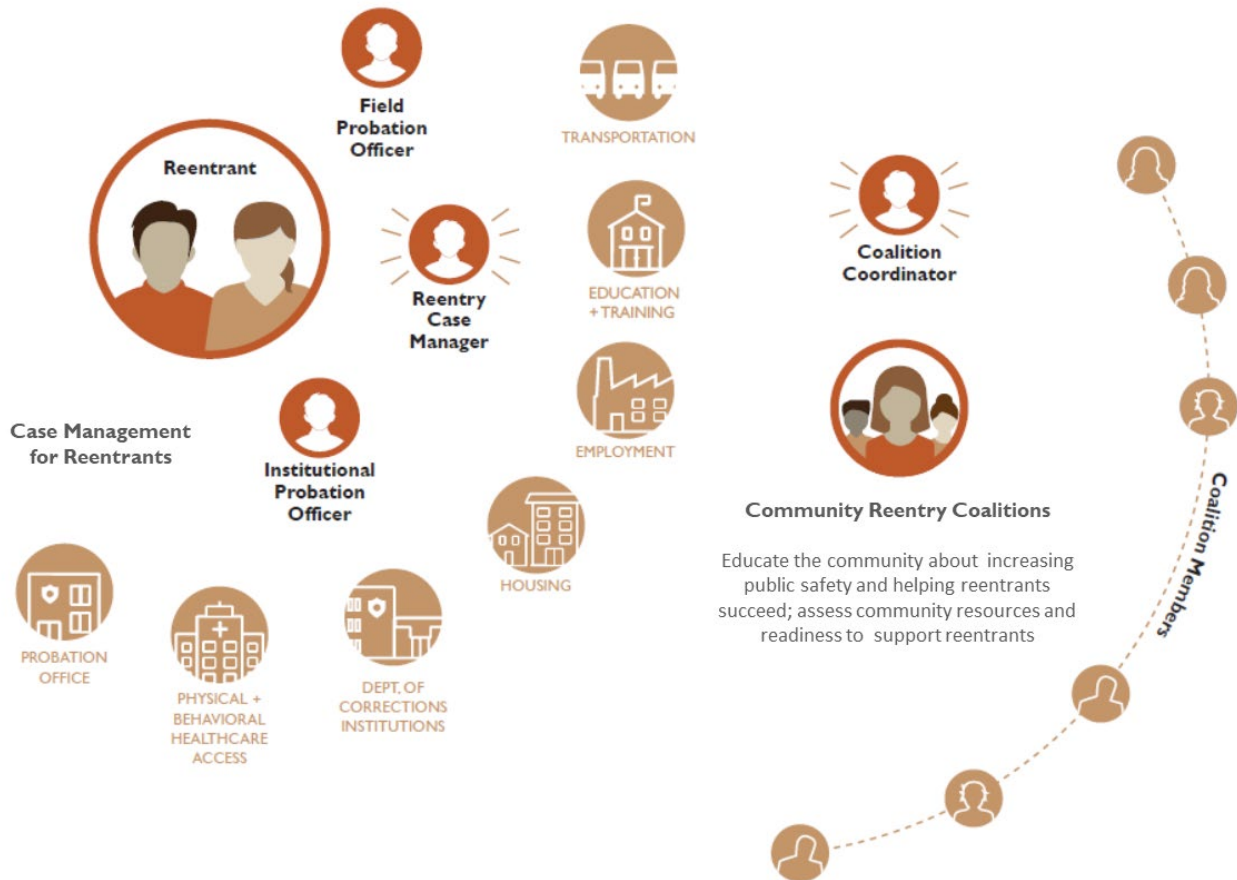 Field
Probation
Officer
Reentrant
Reentry
Case
Manager
Case Management
for Reentrants
Institutional
Probation
Officer
TRANSPORTATION
EDUCATION
+ TRAINING
EMPLOYMENT
HOUSING
PROBATION
OFFICE
PHYSICAL +
BEHAVIORAL
HEALTHCARE
ACCESS
DEPT. OF
CORRECTIONS
INSTITUTIONS
Coalition
Coordinator
Community Reentry Coalitions
Educate the community about increasing
public safety and helping reentrants
succeed; assess community resources and
readiness to support reentrants
Coalition Members